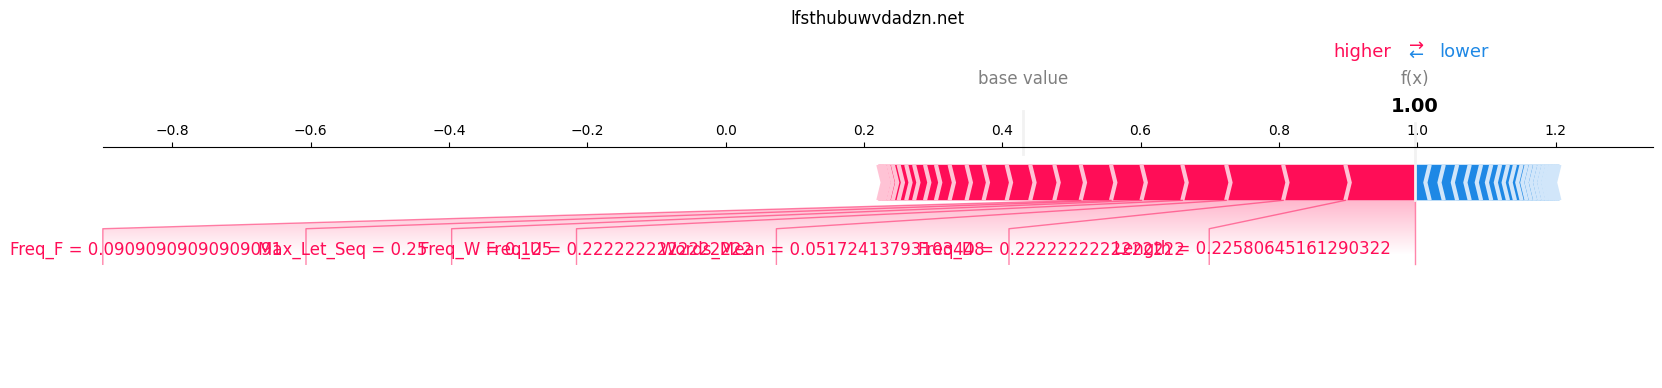 lfsthubuwvdadzn.net
higher ⇄ lower
base value f(x)
1.00
−0.8 −0.6 −0.4 −0.2 0.0 0.2 0.4 0.6 0.8 1.0 1.2
Freq_F = 0.09090909090909091 Max_Let_Seq = 0.25 Freq_W = 0.125 Freq_U = 0.2222222222222222 Words_Mean = 0.05172413793103448 Freq_D = 0.2222222222222222 Length = 0.22580645161290322